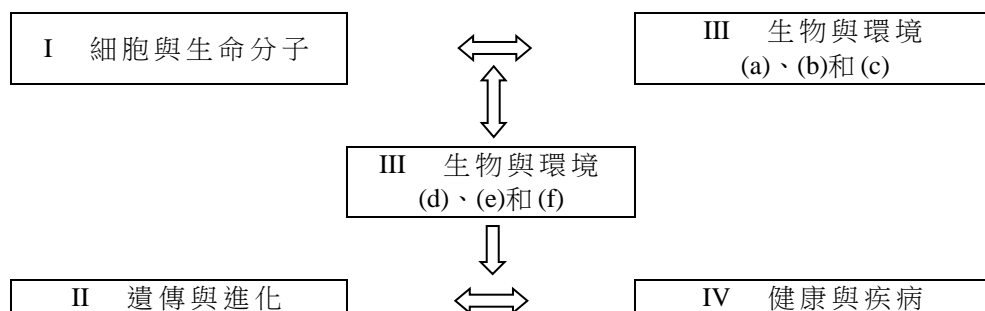 I 細胞與生命分子
III 生物與環境
(a)、(b)和(c)
III 生物與環境
(d)、(e)和(f)
II 遺傳與進化
IV 健康與疾病